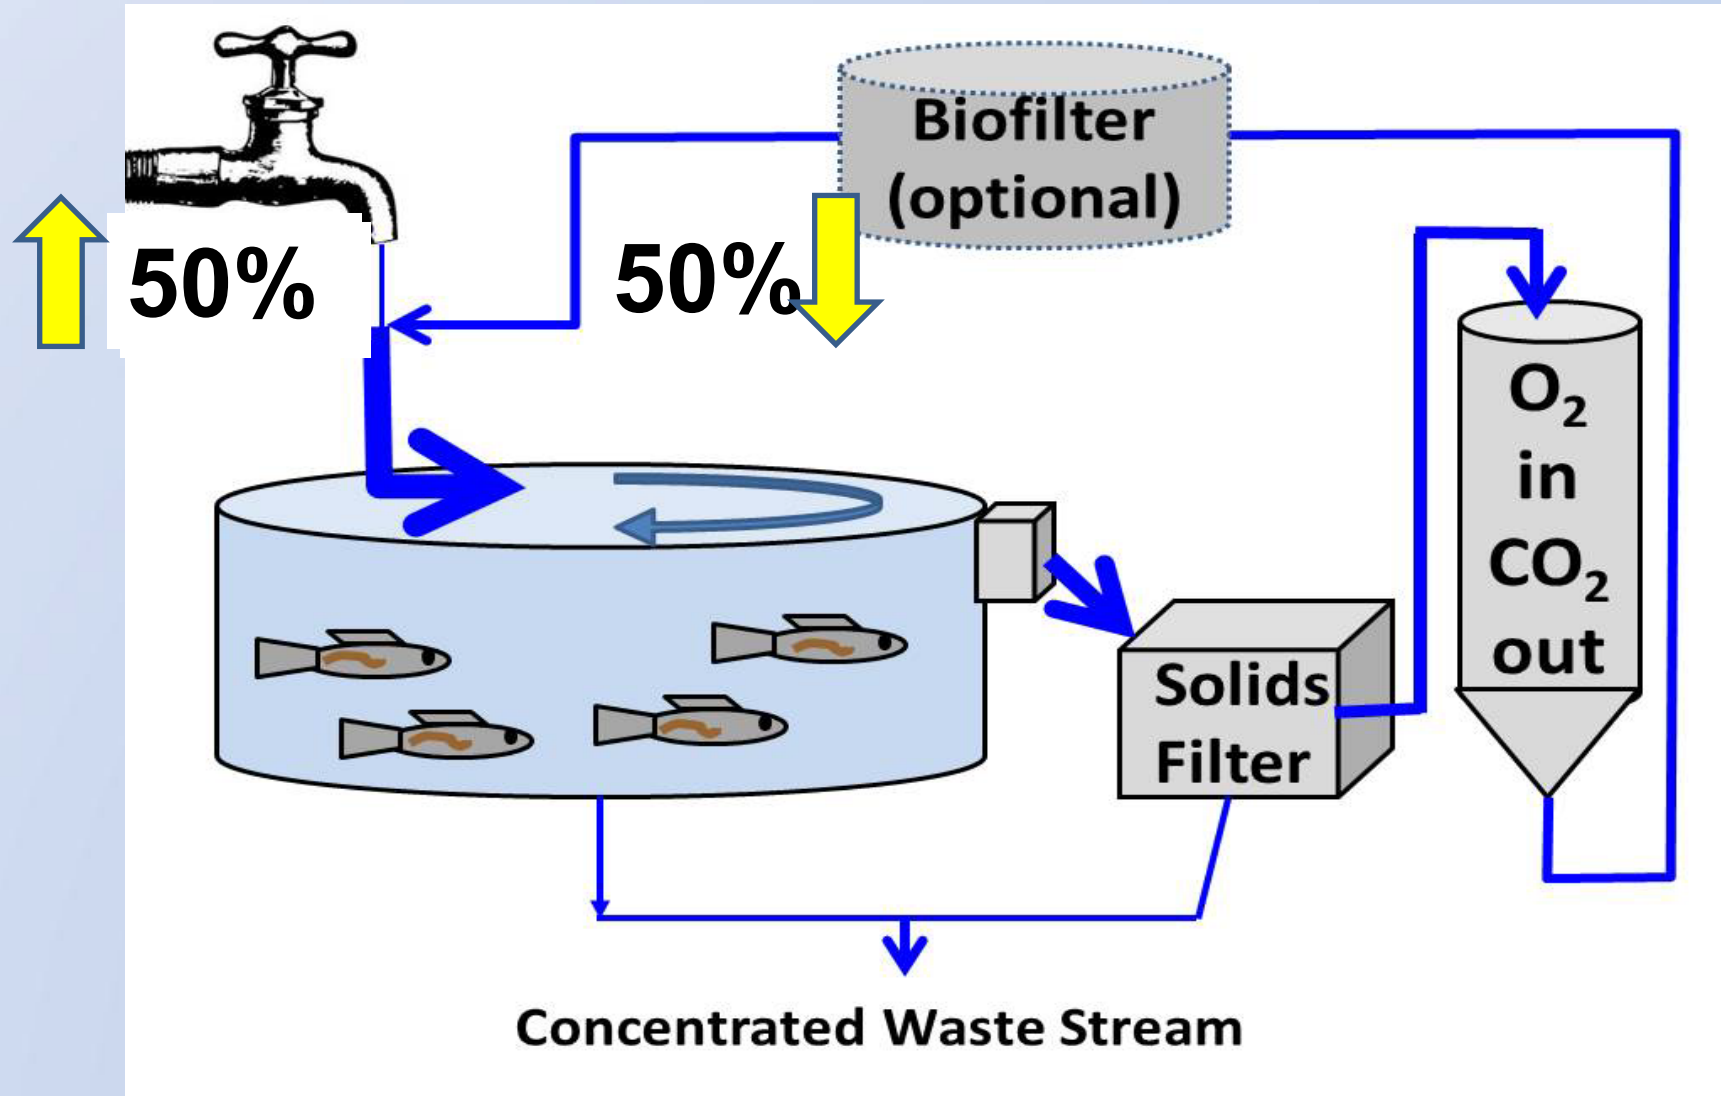 Biofilter
(optional)
50%
50%
O₂
in
CO₂
out
Solids
Filter
Concentrated Waste Stream